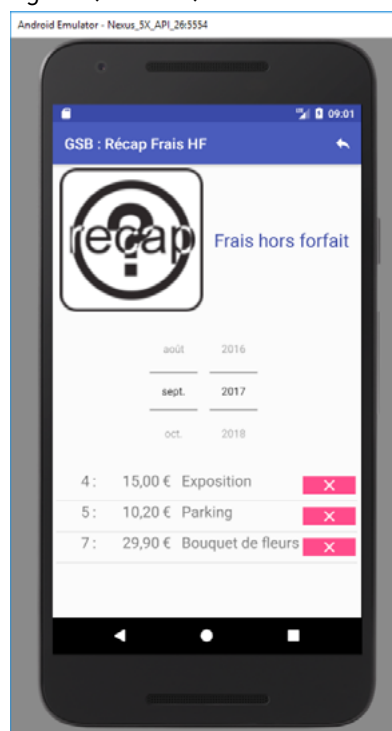 Android Emulator - Nexus_5X_API_26:5554
09:01
GSB : Récap Frais HF
recap
?
Frais hors forfait
août 2016
sept. 2017
oct. 2018
4 : 15,00 € Exposition
5 : 10,20 € Parking
7 : 29,90 € Bouquet de fleurs